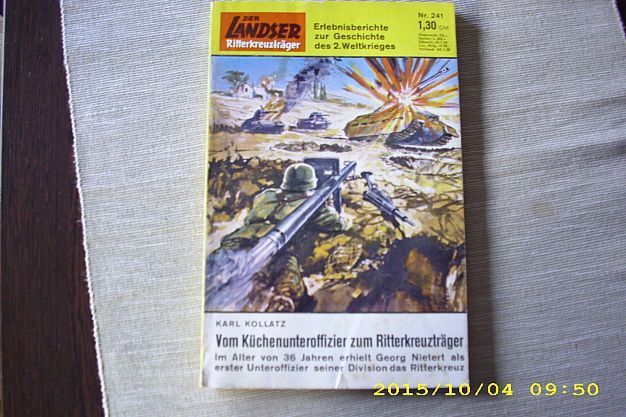 DER
LANDSER
Ritterkreuzträger
Erlebnisberichte
zur Geschichte
des 2.Weltkrieges
Nr. 241
1,30 DM
KARL KOLLATZ
Vom Küchenunteroffizier zum Ritterkreuzträger
Im Alter von 36 Jahren erhielt Georg Nietert als
erster Unteroffizier seiner Division das Ritterkreuz
2015/10/04 09:50